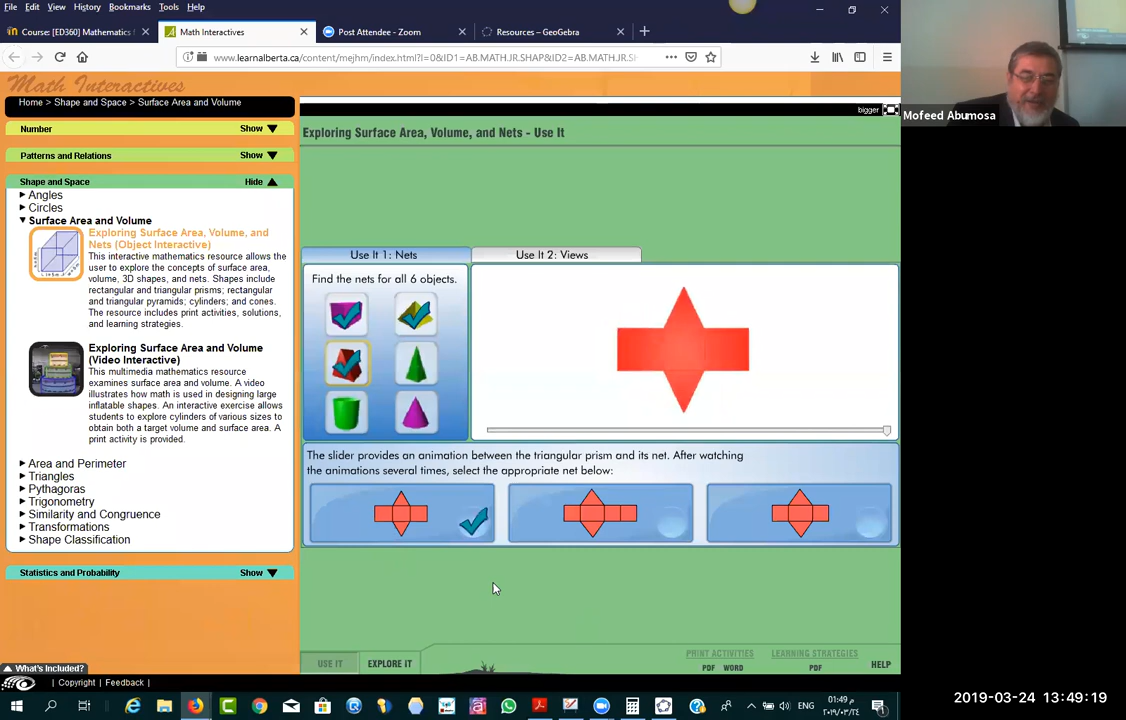 File Edit View History Bookmarks Tools Help
Course: [ED360] Mathematics f
Math Interactives
Post Attendee - Zoom
Resources – GeoGebra
www.learnalberta.ca/content/mejhm/index.html?l=0&ID1=AB.MATH.JR.SHAP&ID2=AB.MATH.JR.SH
Mofeed Abumosa
Math Interactives
Home > Shape and Space > Surface Area and Volume
bigger
Number Show
Patterns and Relations Show
Shape and Space Hide
Angles
Circles
Surface Area and Volume
Exploring Surface Area, Volume, and
Nets (Object Interactive)
This interactive mathematics resource allows the
user to explore the concepts of surface area,
volume, 3D shapes, and nets. Shapes include
rectangular and triangular prisms; rectangular
and triangular pyramids; cylinders; and cones.
The resource includes print activities, solutions,
and learning strategies.
Exploring Surface Area and Volume
(Video Interactive)
This multimedia mathematics resource
examines surface area and volume. A video
illustrates how math is used in designing large
inflatable shapes. An interactive exercise allows
students to explore cylinders of various sizes to
obtain both a target volume and surface area. A
print activity is provided.
Area and Perimeter
Triangles
Pythagoras
Trigonometry
Similarity and Congruence
Transformations
Shape Classification
Statistics and Probability Show
What's Included?
Copyright | Feedback |
Exploring Surface Area, Volume, and Nets - Use It
Use It 1: Nets
Use It 2: Views
Find the nets for all 6 objects.
The slider provides an animation between the triangular prism and its net. After watching
the animations several times, select the appropriate net below:
USE IT
EXPLORE IT
PRINT ACTIVITIES
PDF WORD
LEARNING STRATEGIES
PDF
HELP
ENG
01:49 م
٢٠١٩/٠٣/٢٤
2019-03-24 13:49:19